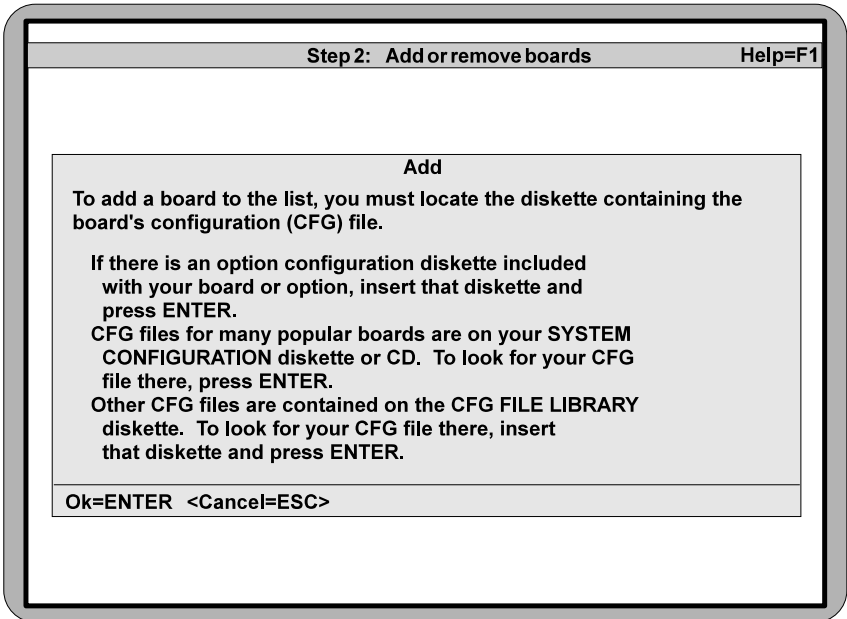 Step 2: Add or remove boards Help=F1
Add
To add a board to the list, you must locate the diskette containing the
board's configuration (CFG) file.
If there is an option configuration diskette included
with your board or option, insert that diskette and
press ENTER.
CFG files for many popular boards are on your SYSTEM
CONFIGURATION diskette or CD. To look for your CFG
file there, press ENTER.
Other CFG files are contained on the CFG FILE LIBRARY
diskette. To look for your CFG file there, insert
that diskette and press ENTER.
Ok=ENTER <Cancel=ESC>